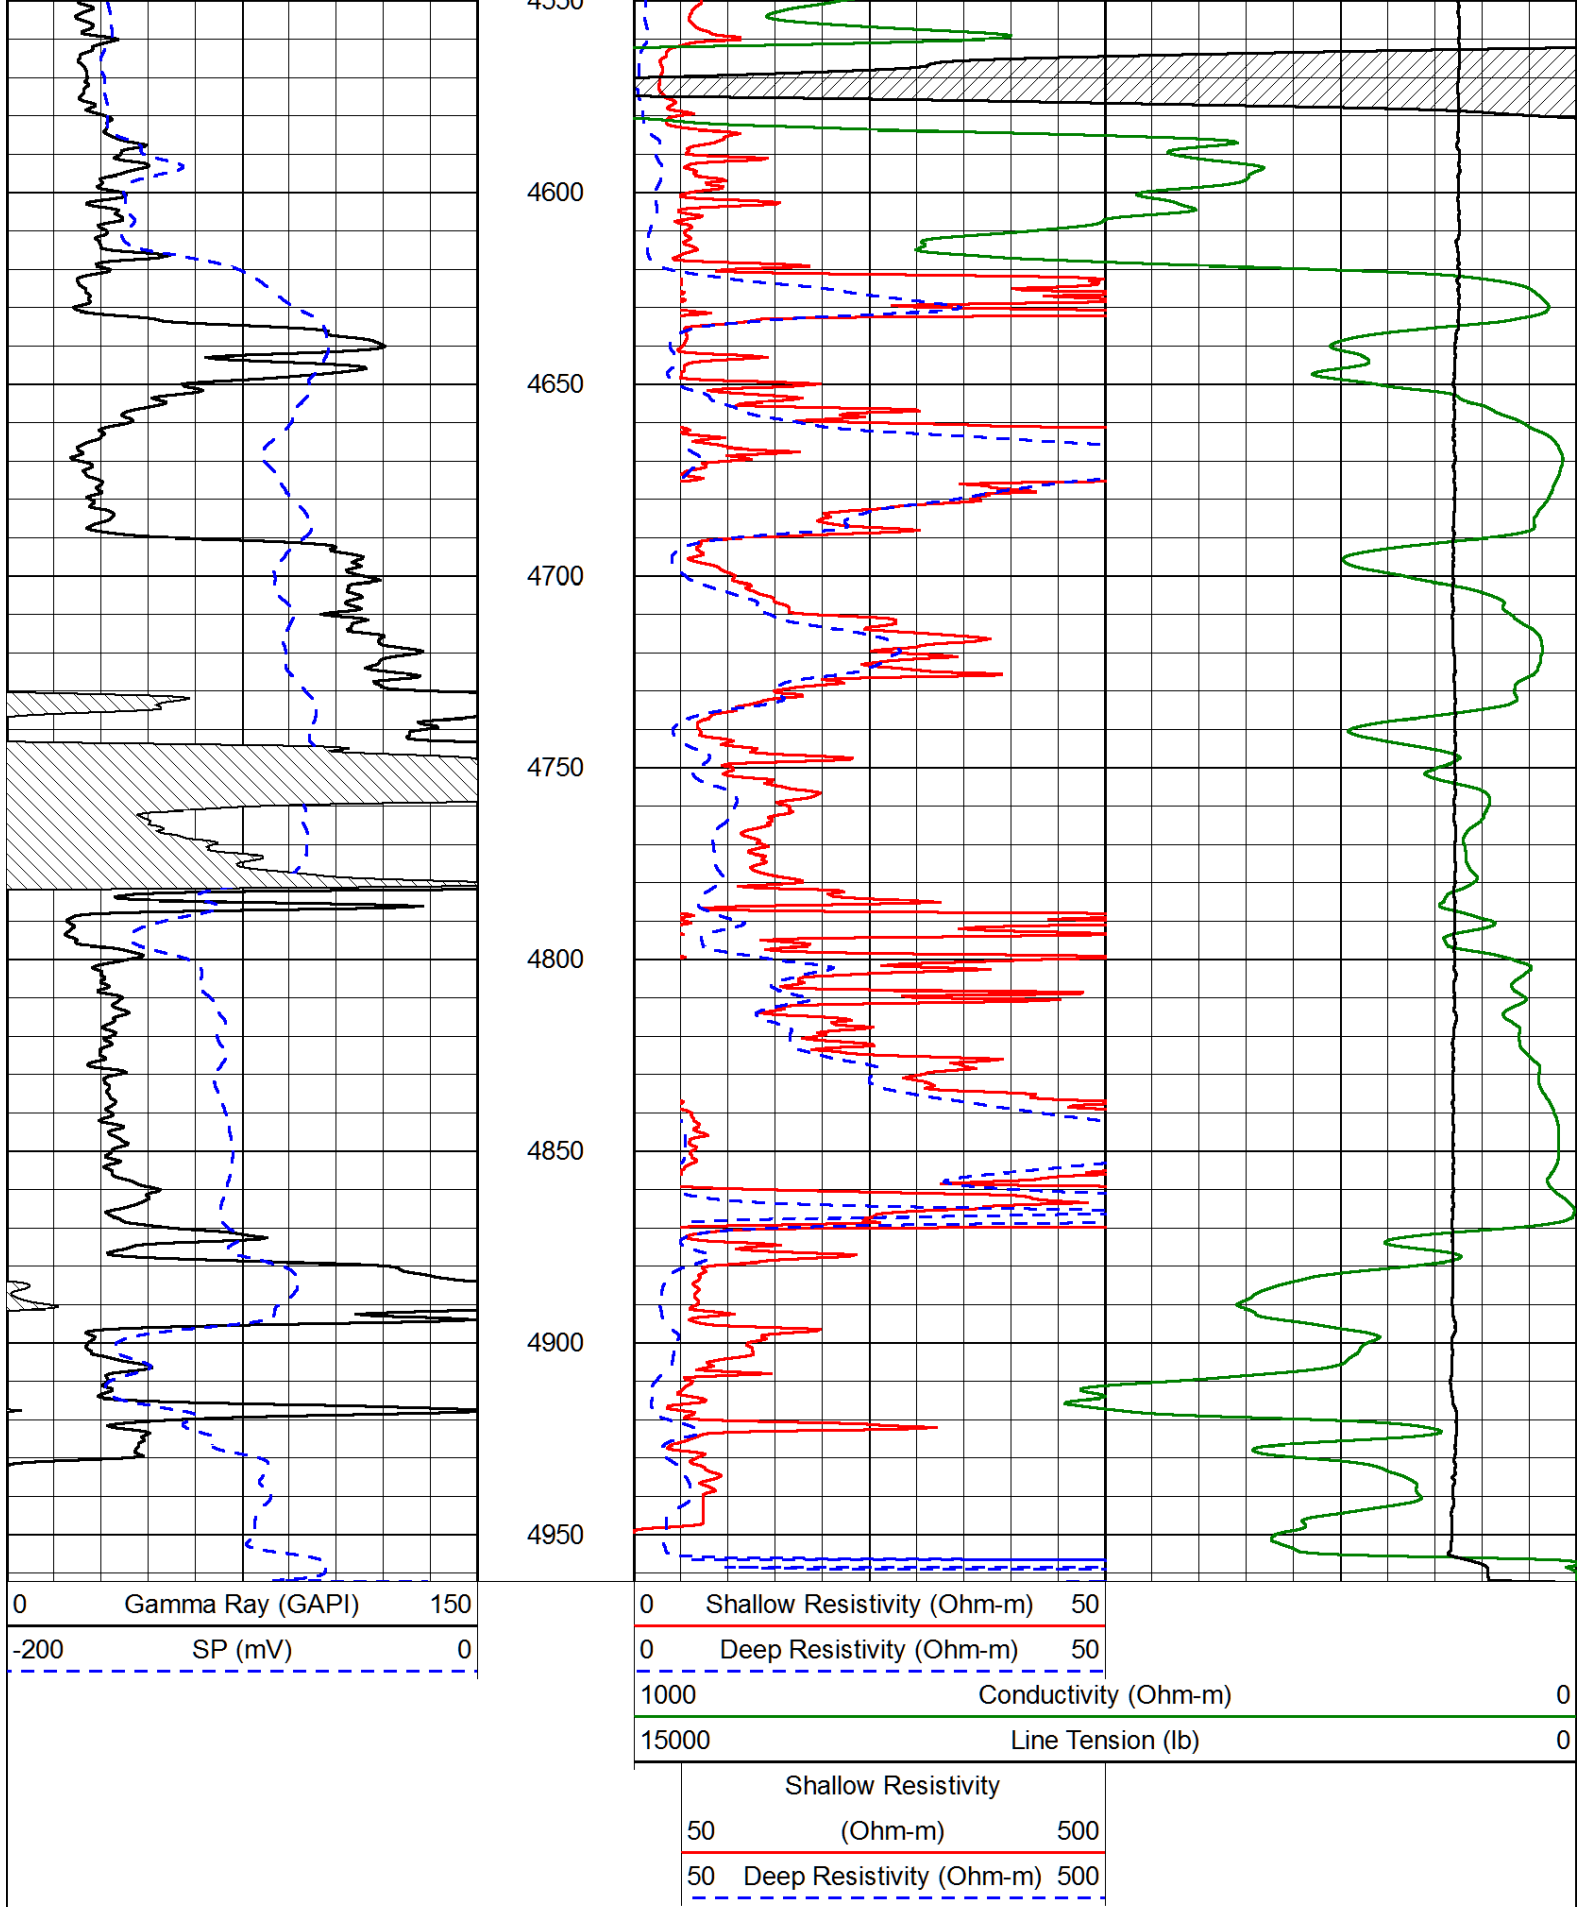 4550
4600
4650
4700
4750
4800
4850
4900
4950
0 Gamma Ray (GAPI) 150
-200 SP (mV) 0
0 Shallow Resistivity (Ohm-m) 50
0 Deep Resistivity (Ohm-m) 50
1000 Conductivity (Ohm-m) 0
15000 Line Tension (lb) 0
Shallow Resistivity
50 (Ohm-m) 500
50 Deep Resistivity (Ohm-m) 500